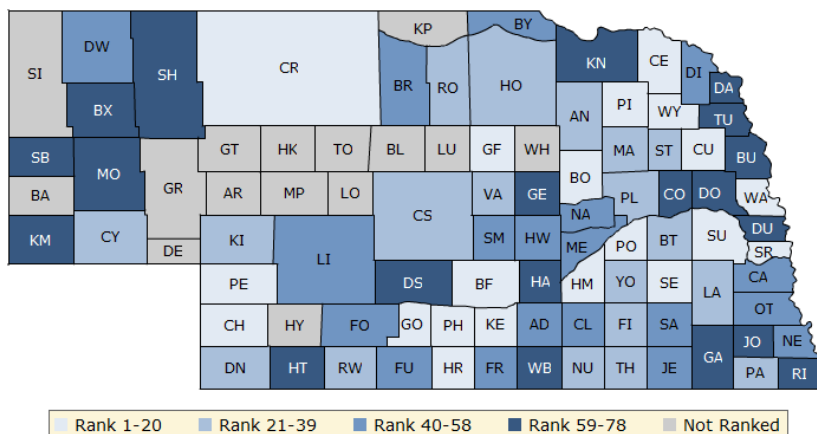 KP BY
DW
SI SH CR KN CE DI
BR RO HO DA
BX AN PI WY TU
SB GT HK TO BL LU GF WH MA ST CU BU
MO
BA GR AR MP LO VA GE BO PL CO DO WA
CS NA
KM CY DE KI SM HW ME PO BT SU DU
LI SR
PE DS BF HA HM YO SE LA CA
OT
CH HY FO GO PH KE AD CL FI SA
JO NE
DN HT RW FU HR FR WB NU TH JE GA PA RI
Rank 1-20 Rank 21-39 Rank 40-58 Rank 59-78 Not Ranked